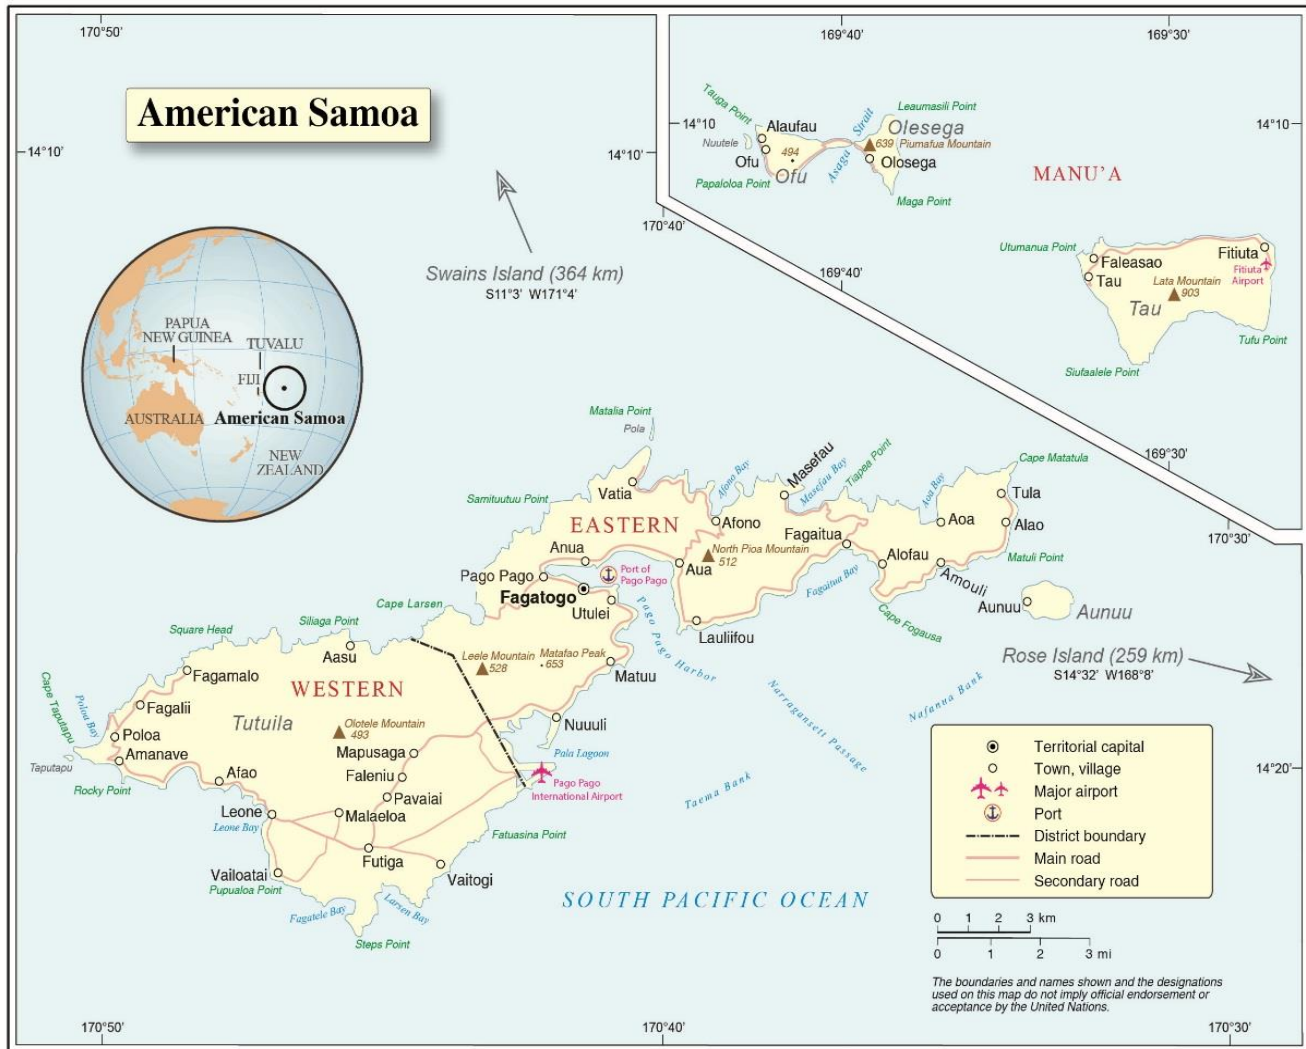 170°50'
169°40'
169°30'
American Samoa
14°10'
14°10'
14°10
14°10'
Tauga Point
Alaufau
Nuutele
Ofu
494
Ofu
Papaloloa Point
Asaga Strait
Leaumasili Point
Olesega
639 Piumafua Mountain
Olosega
Maga Point
MANU'A
170°40'
169°40'
Utumanua Point
Faleasao
Tau
Lata Mountain
903
Tau
Fitiuta
Fitiuta
Airport
Tufu Point
Siufaalele Point
Swains Island (364 km)
S11°3' W171°4'
PAPUA
NEW GUINEA
TUVALU
FIJI
AUSTRALIA
American Samoa
NEW
ZEALAND
169°30'
170°30'
Matalia Point
Pola
Vatia
Samituutuu Point
EASTERN
Afono Bay
Afono
Masefau
Masefau Bay
Tiapea Point
Aoa Bay
Aoa
Cape Matatula
Tula
Alao
Matuli Point
Anua
Pago Pago
Port of
Pago Pago
Fagatogo
Utulei
North Pioa Mountain
512
Aua
Fagaitua
Fagaitua Bay
Alofau
Amouli
Cape Fogausa
Aunuu
Aunuu
Lauliifou
Pago Pago Harbor
Cape Larsen
Siliaga Point
Square Head
Aasu
Leele Mountain
528
Matafao Peak
653
Matuu
Rose Island (259 km)
S14°32' W168°8'
Nafanua Bank
Narragansett Passage
Taema Bank
Fagamalo
WESTERN
Tutuila
Fagalii
Cape Taputapu
Poloa Bay
Poloa
Amanave
Taputapu
Rocky Point
Olotele Mountain
493
Mapusaga
Faleniu
Pavaiai
Malaeloa
Nuuuli
Pala Lagoon
Pago Pago
International Airport
Afao
Leone
Leone Bay
Fatuasina Point
Futiga
Vailoatai
Vaitogi
Pupualoa Point
Fagatele Bay
Larsen Bay
Steps Point
SOUTH PACIFIC OCEAN
14°20'
14°20'
Territorial capital
Town, village
Major airport
Port
District boundary
Main road
Secondary road
0 1 2 3 km
0 1 2 3 mi
The boundaries and names shown and the designations
used on this map do not imply official endorsement or
acceptance by the United Nations.
170°50'
170°40'
170°30'